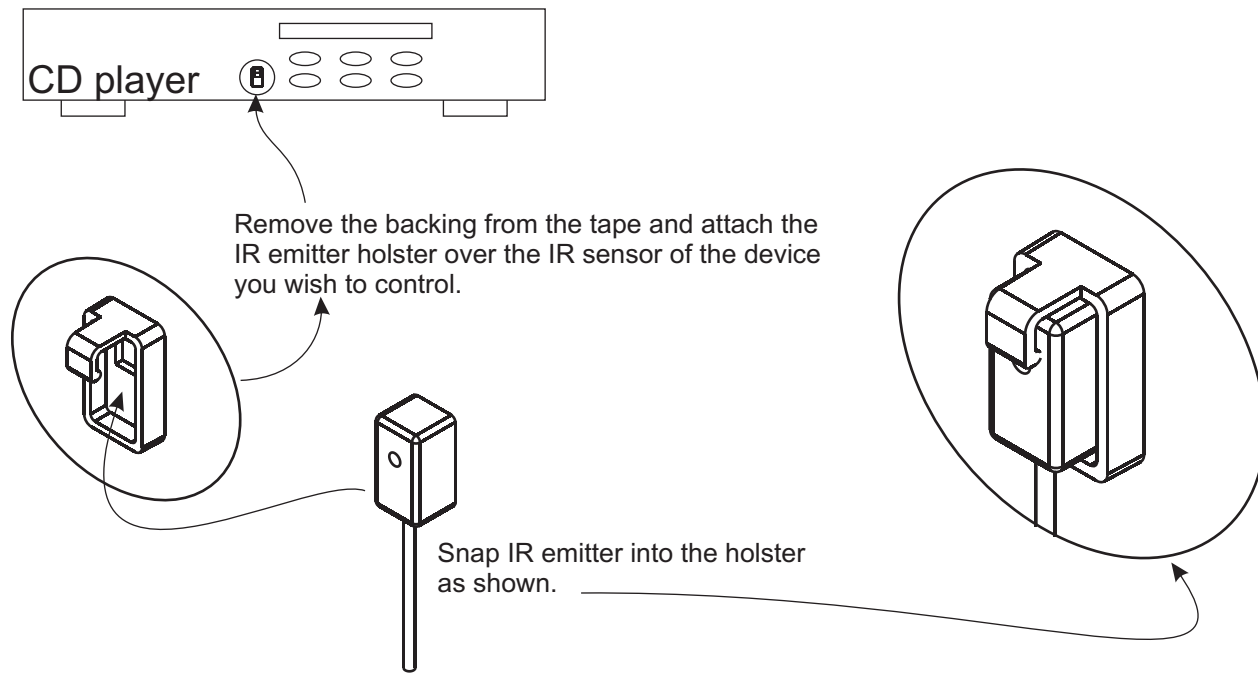 CD player
Remove the backing from the tape and attach the
IR emitter holster over the IR sensor of the device
you wish to control.
Snap IR emitter into the holster
as shown.